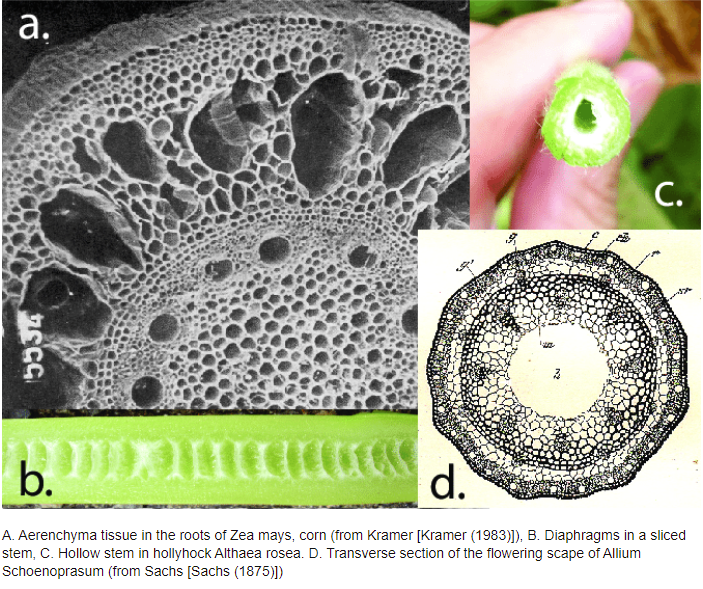 a.
c.
5534
g
c
r
h
b.
d.
A. Aerenchyma tissue in the roots of Zea mays, corn (from Kramer [Kramer (1983)]), B. Diaphragms in a sliced
stem, C. Hollow stem in hollyhock Althaea rosea. D. Transverse section of the flowering scape of Allium
Schoenoprasum (from Sachs [Sachs (1875)])